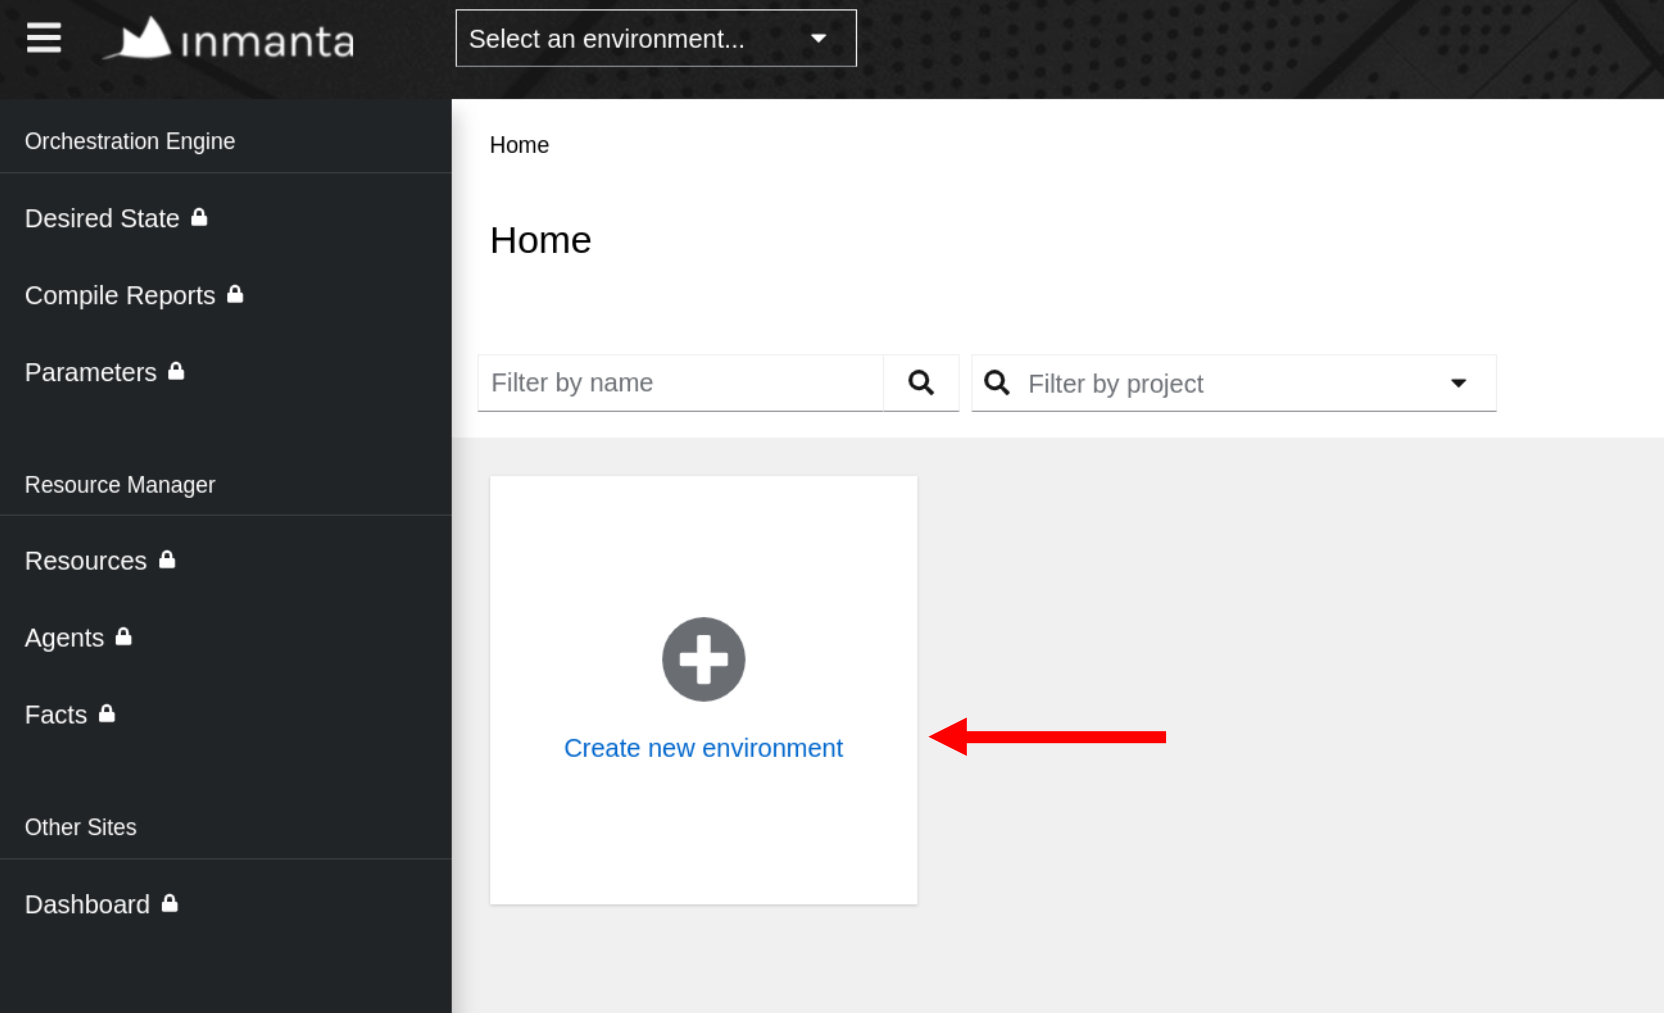 inmanta
Select an environment...
Orchestration Engine
Desired State
Compile Reports
Parameters
Resource Manager
Resources
Agents
Facts
Other Sites
Dashboard
Home
Home
Filter by name
Filter by project
Create new environment